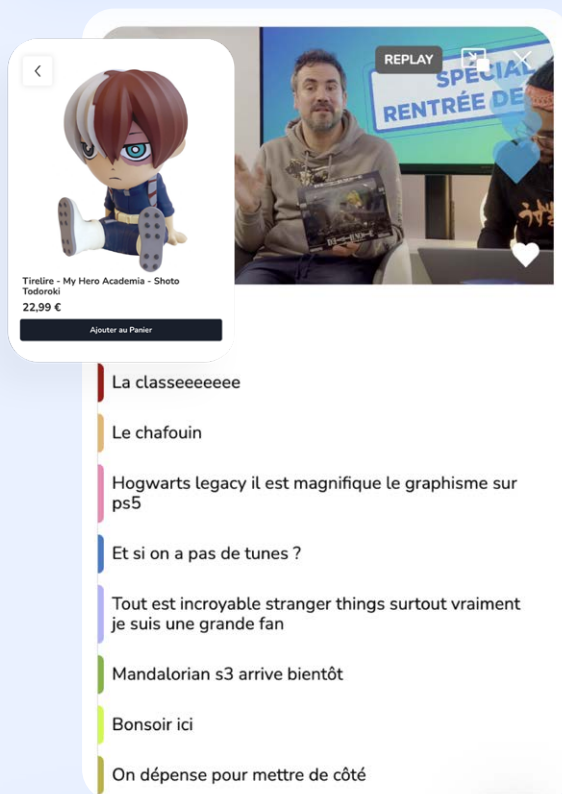 REPLAY
SPÉCIAL
RENTRÉE DE
Tirelire - My Hero Academia - Shoto
Todoroki
22,99 €
Ajouter au Panier
La classeeeeeee
Le chafouin
Hogwarts legacy il est magnifique le graphisme sur
ps5
Et si on a pas de tunes ?
Tout est incroyable stranger things surtout vraiment
je suis une grande fan
Mandalorian s3 arrive bientôt
Bonsoir ici
On dépense pour mettre de côté